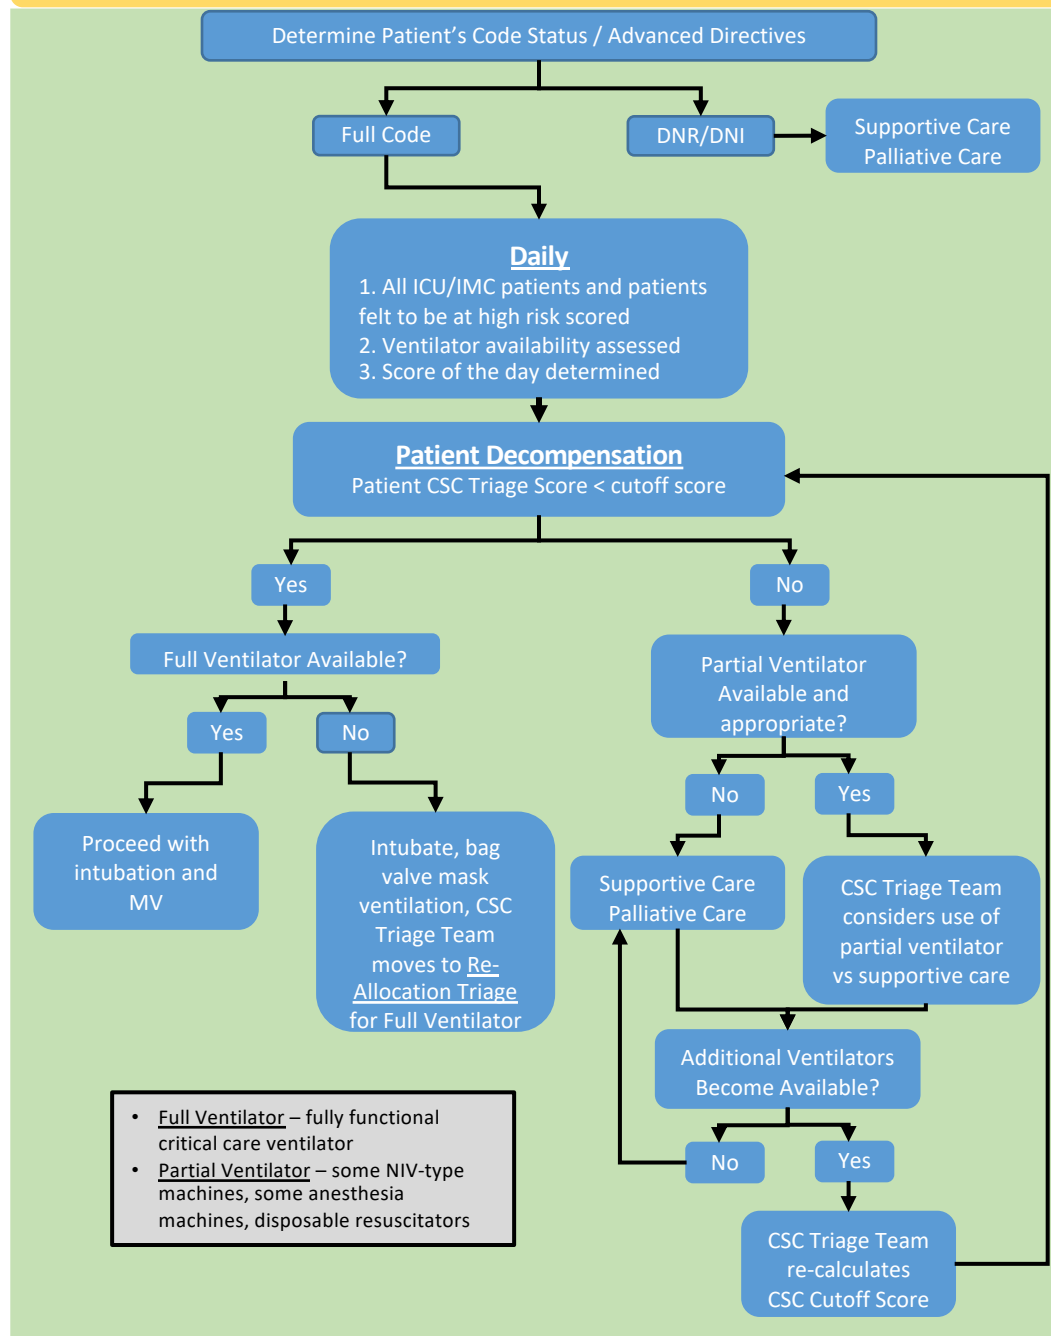 Determine Patient's Code Status / Advanced Directives
Full Code
DNR/DNI
Supportive Care
Palliative Care
Daily
1. All ICU/IMC patients and patients
felt to be at high risk scored
2. Ventilator availability assessed
3. Score of the day determined
Patient Decompensation
Patient CSC Triage Score < cutoff score
Yes
No
Full Ventilator Available?
Partial Ventilator
Available and
appropriate?
Yes
No
No
Yes
Proceed with
intubation and
MV
Intubate, bag
valve mask
ventilation, CSC
Triage Team
moves to Re-
Allocation Triage
for Full Ventilator
Supportive Care
Palliative Care
CSC Triage Team
considers use of
partial ventilator
vs supportive care
Additional Ventilators
Become Available?
No
Yes
CSC Triage Team
re-calculates
CSC Cutoff Score
• Full Ventilator – fully functional
critical care ventilator
• Partial Ventilator – some NIV-type
machines, some anesthesia
machines, disposable resuscitators